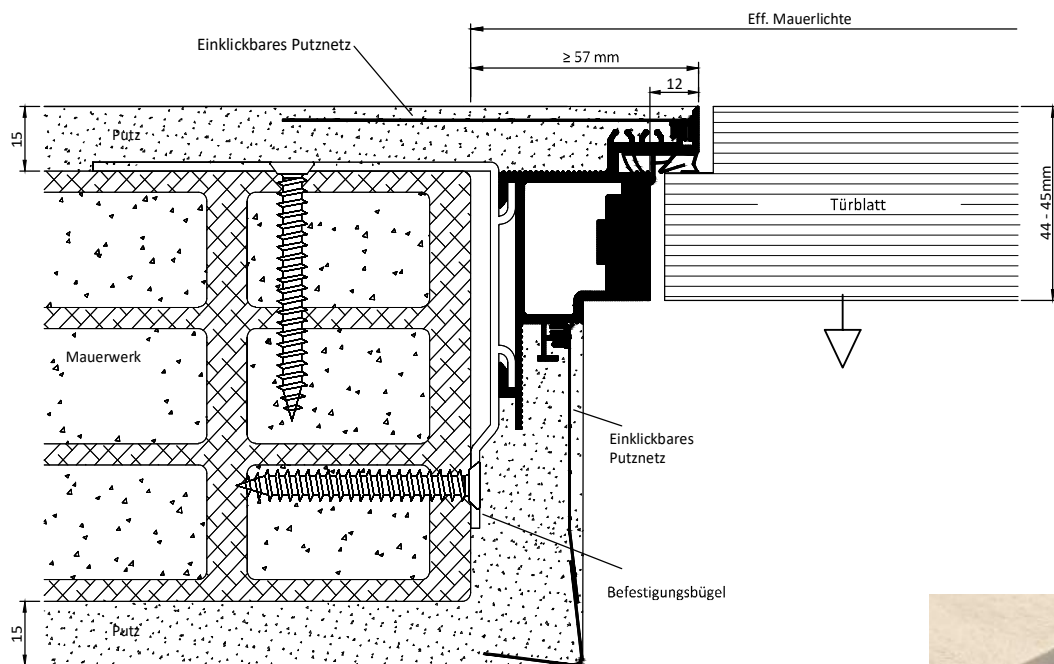 Eff. Mauerlichte
Einklickbares Putznetz
≥ 57 mm
12
15
Putz
Türblatt
44 - 45mm
Mauerwerk
Einklickbares
Putznetz
Befestigungsbügel
15
Putz